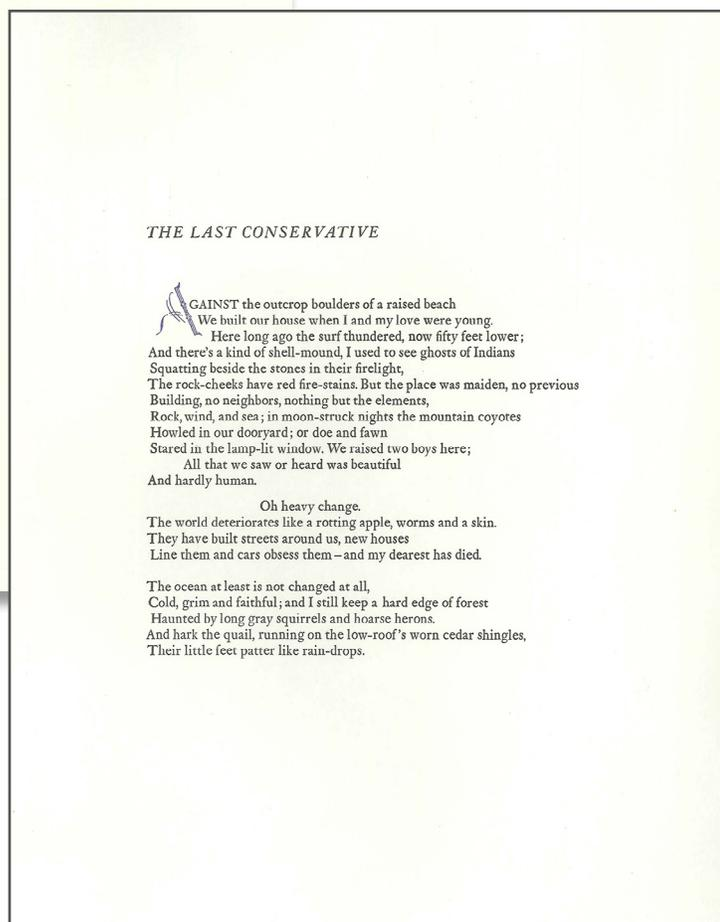 THE LAST CONSERVATIVE
AGAINST the outcrop boulders of a raised beach
We built our house when I and my love were young.
Here long ago the surf thundered, now fifty feet lower;
And there's a kind of shell-mound, I used to see ghosts of Indians
Squatting beside the stones in their firelight,
The rock-cheeks have red fire-stains. But the place was maiden, no previous
Building, no neighbors, nothing but the elements,
Rock, wind, and sea; in moon-struck nights the mountain coyotes
Howled in our dooryard; or doe and fawn
Stared in the lamp-lit window. We raised two boys here;
All that we saw or heard was beautiful
And hardly human.
Oh heavy change.
The world deteriorates like a rotting apple, worms and a skin.
They have built streets around us, new houses
Line them and cars obsess them—and my dearest has died.
The ocean at least is not changed at all,
Cold, grim and faithful; and I still keep a hard edge of forest
Haunted by long gray squirrels and hoarse herons.
And hark the quail, running on the low-roof's worn cedar shingles,
Their little feet patter like rain-drops.